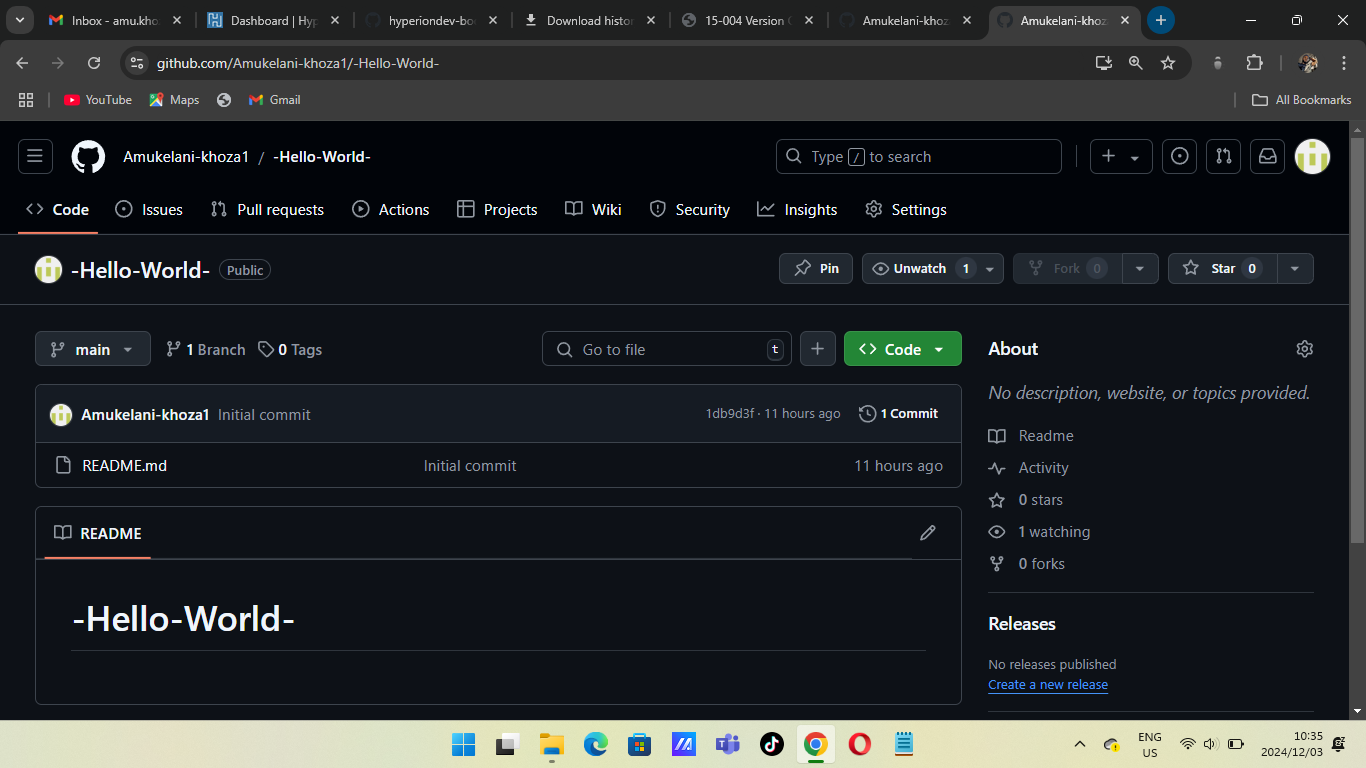 Inbox - amu.kho
Dashboard | Hyp
hyperiondev-bo
Download histor
15-004 Version
Amukelani-khoz
Amukelani-khoz
github.com/Amukelani-khoza1/-Hello-World-
YouTube
Maps
Gmail
All Bookmarks
Amukelani-khoza1 / -Hello-World-
Type / to search
Code
Issues
Pull requests
Actions
Projects
Wiki
Security
Insights
Settings
-Hello-World- Public
Pin
Unwatch 1
Fork 0
Star 0
main
1 Branch
0 Tags
Go to file t
Code
Amukelani-khoza1 Initial commit
1db9d3f · 11 hours ago
1 Commit
README.md
Initial commit
11 hours ago
README
-Hello-World-
About
No description, website, or topics provided.
Readme
Activity
0 stars
1 watching
0 forks
Releases
No releases published
Create a new release
ENG
US
10:35
2024/12/03